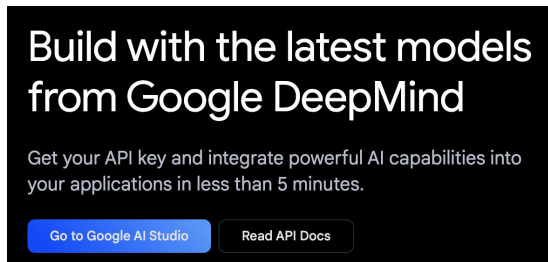 Build with the latest models
from Google DeepMind
Get your API key and integrate powerful AI capabilities into
your applications in less than 5 minutes.
Go to Google AI Studio
Read API Docs